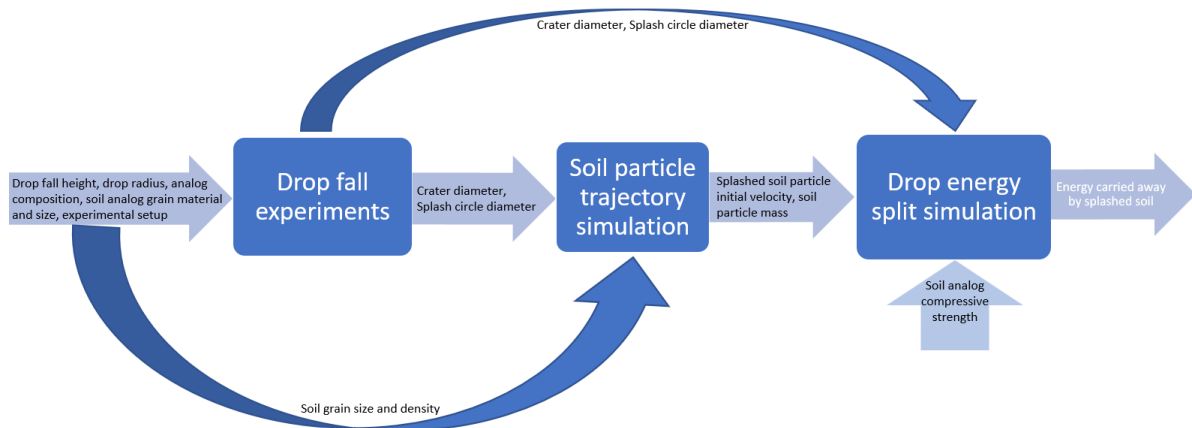 Crater diameter, Splash circle diameter
Drop fall height, drop radius, analog
composition, soil analog grain material
and size, experimental setup
Drop fall
experiments
Crater diameter,
Splash circle diameter
Soil particle
trajectory
simulation
Splashed soil particle
initial velocity, soil
particle mass
Drop energy
split simulation
Energy carried away
by splashed soil
Soil analog
compressive
strength
Soil grain size and density